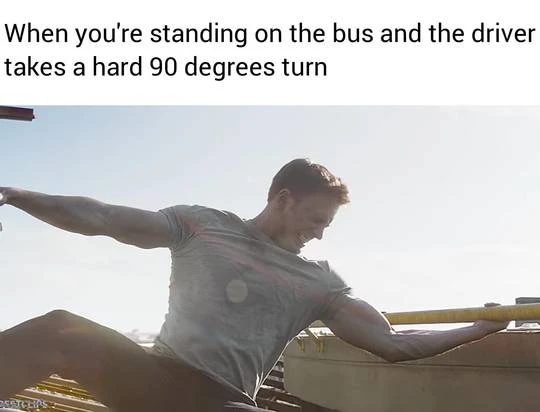 When you're standing on the bus and the driver
takes a hard 90 degrees turn